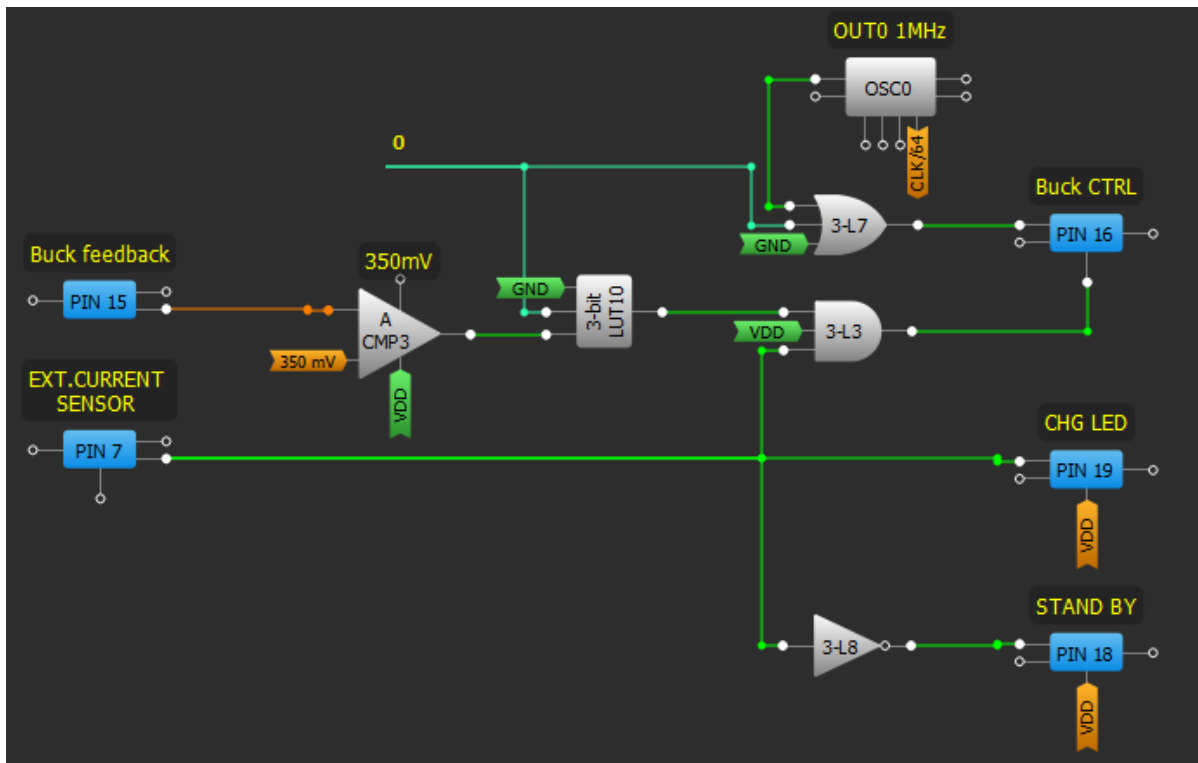 OUT0 1MHz
OSC0
CLK/64
0
Buck CTRL
3-L7
PIN 16
GND
Buck feedback
350mV
PIN 15
GND
3-bit
LUT10
A
CMP3
VDD
3-L3
350 mV
VDD
EXT.CURRENT
SENSOR
PIN 7
CHG LED
PIN 19
VDD
STAND BY
3-L8
PIN 18
VDD